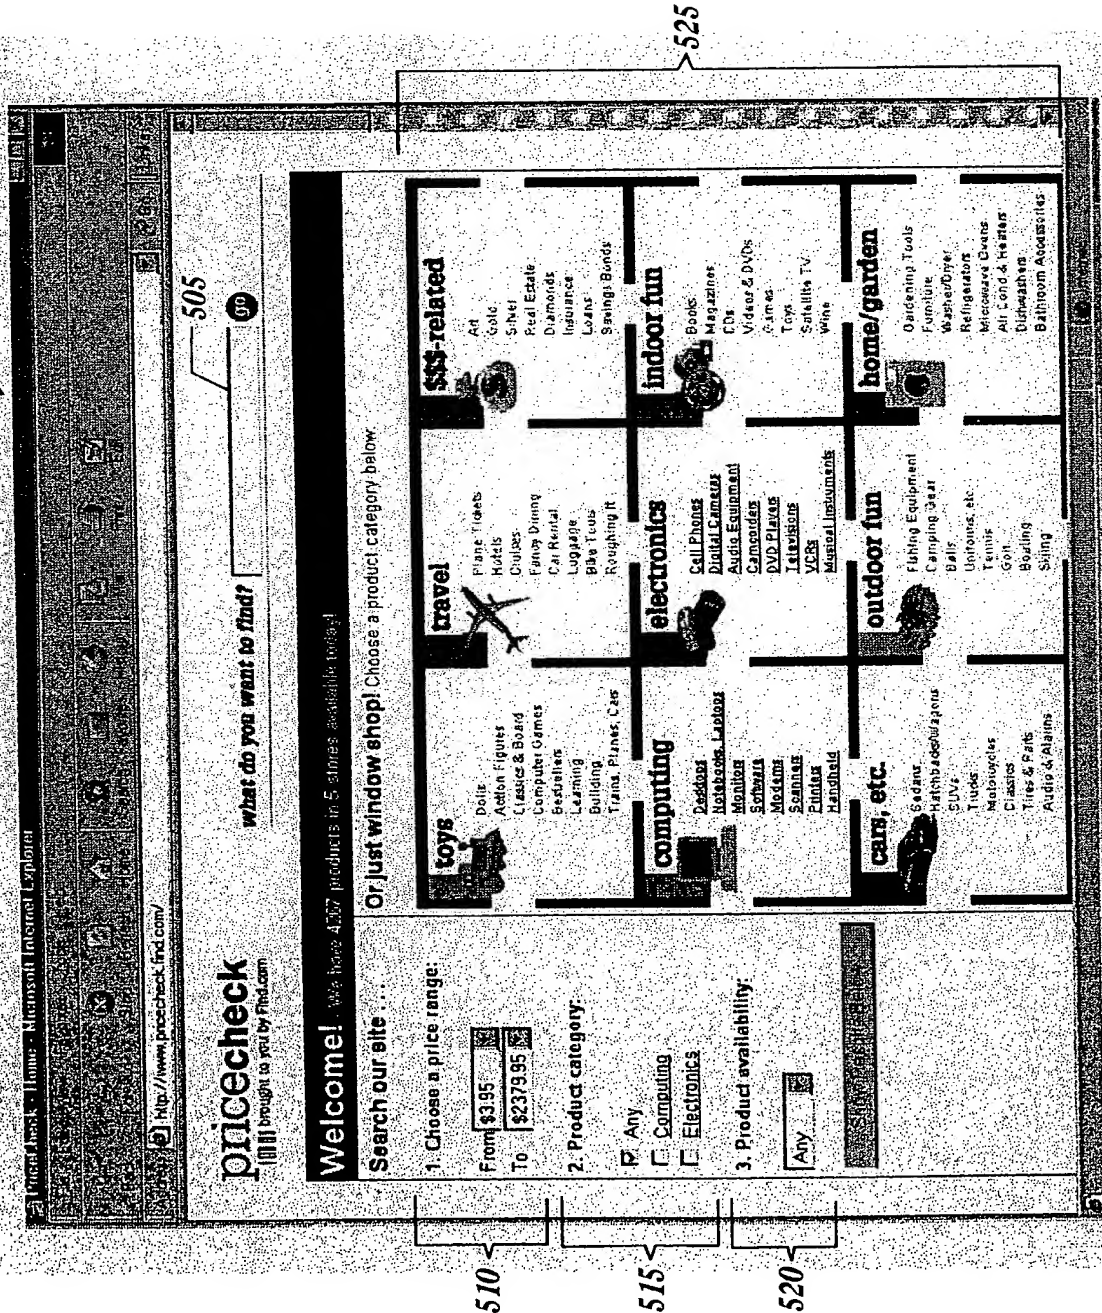 Pricecheck - Home - Microsoft Internet Explorer
http://www.pricecheck.find.com/
pricecheck
brought to you by Find.com
what do you want to find?
go
505
Welcome! We have 4307 products in 5 stores available today!
Search our site ...
1. Choose a price range:
From $3.95
To $2379.95
510
2. Product category:
Any
Computing
Electronics
515
3. Product availability:
Any
520
Or just window shop! Choose a product category below
525
toys
Dolls
Action Figures
Classics & Board
Computer Games
Bestsellers
Learning
Building
Trains, Planes, Cars
travel
Plane Tickets
Hotels
Cruises
Fancy Dining
Car Rental
Luggage
Bike Tours
Roughing It
$$$-related
Art
Gold
Silver
Real Estate
Diamonds
Insurance
Loans
Savings Bonds
computing
Desktops
Notebooks, Laptops
Monitors
Software
Modems
Scanners
Printers
Handheld
electronics
Cell Phones
Digital Cameras
Audio Equipment
Camcorders
DVD Players
Televisions
VCRs
Musical Instruments
indoor fun
Books
Magazines
CDs
Videos & DVDs
Games
Toys
Satellite TV
Wine
cars, etc.
Sedans
Hatchbacks/Wagons
SUVs
Trucks
Motorcycles
Classics
Tires & Parts
Audio & Alarms
outdoor fun
Fishing Equipment
Camping Gear
Balls
Uniforms, etc
Tennis
Golf
Boating
Skiing
home/garden
Gardening Tools
Furniture
Washer/Dryer
Refrigerators
Microwave Ovens
Air Cond & Heaters
Dishwashers
Bathroom Accessories